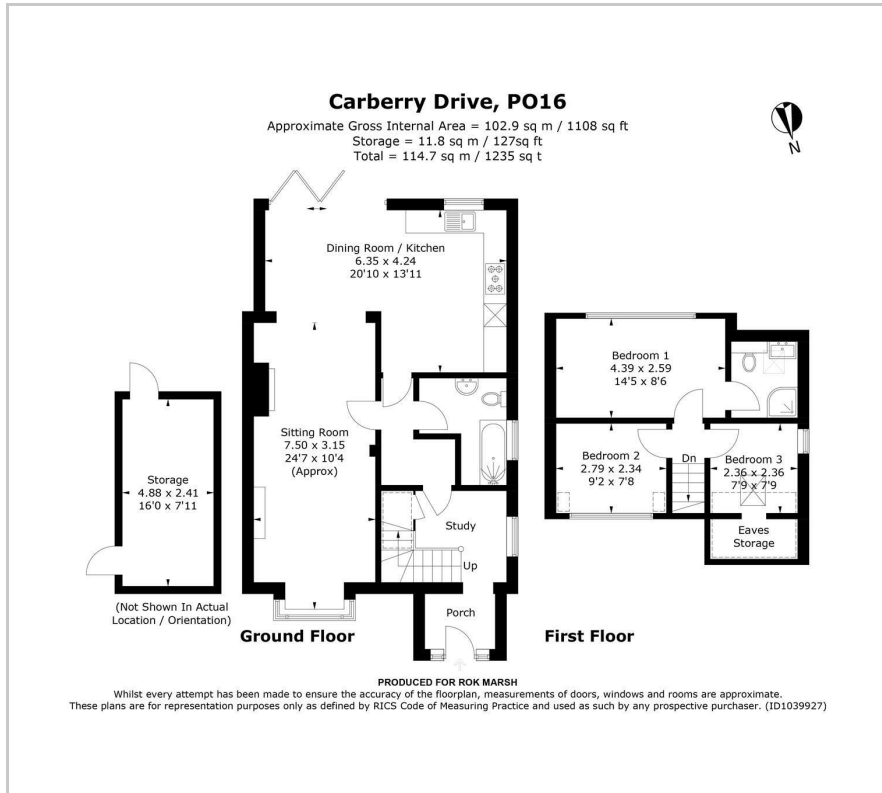 Carberry Drive, PO16
Approximate Gross Internal Area = 102.9 sq m / 1108 sq ft
Storage = 11.8 sq m / 127sq ft
Total = 114.7 sq m / 1235 sq t
N
Dining Room / Kitchen
6.35 x 4.24
20'10 x 13'11
Sitting Room
7.50 x 3.15
24'7 x 10'4
(Approx)
Storage
4.88 x 2.41
16'0 x 7'11
(Not Shown In Actual
Location / Orientation)
Study
Up
Porch
Ground Floor
Bedroom 1
4.39 x 2.59
14'5 x 8'6
Bedroom 2
2.79 x 2.34
9'2 x 7'8
Dn
Bedroom 3
2.36 x 2.36
7'9 x 7'9
Eaves
Storage
First Floor
PRODUCED FOR ROK MARSH
Whilst every attempt has been made to ensure the accuracy of the floorplan, measurements of doors, windows and rooms are approximate.
These plans are for representation purposes only as defined by RICS Code of Measuring Practice and used as such by any prospective purchaser. (ID1039927)